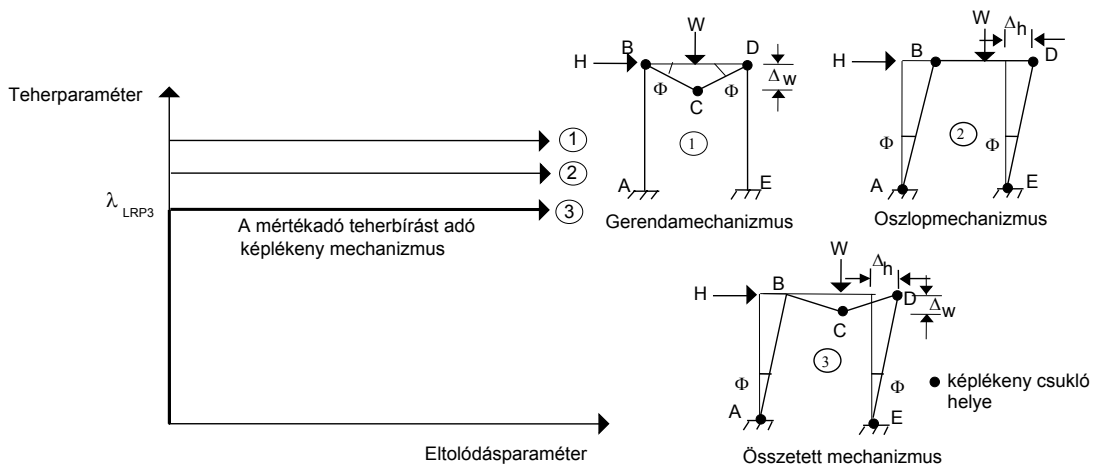 Teherparaméter
λ LRP3
1
2
3
A mértékadó teherbírást adó
képlékeny mechanizmus
Eltolódásparaméter
W
B
D
H
Δw
Φ
Φ
C
1
A
E
Gerendamechanizmus
W
Δh
B
D
H
2
Φ
Φ
A
E
Oszlopmechanizmus
W
Δh
B
H
D
Δw
C
3
Φ
Φ
A
E
Összetett mechanizmus
képlékeny csukló
helye